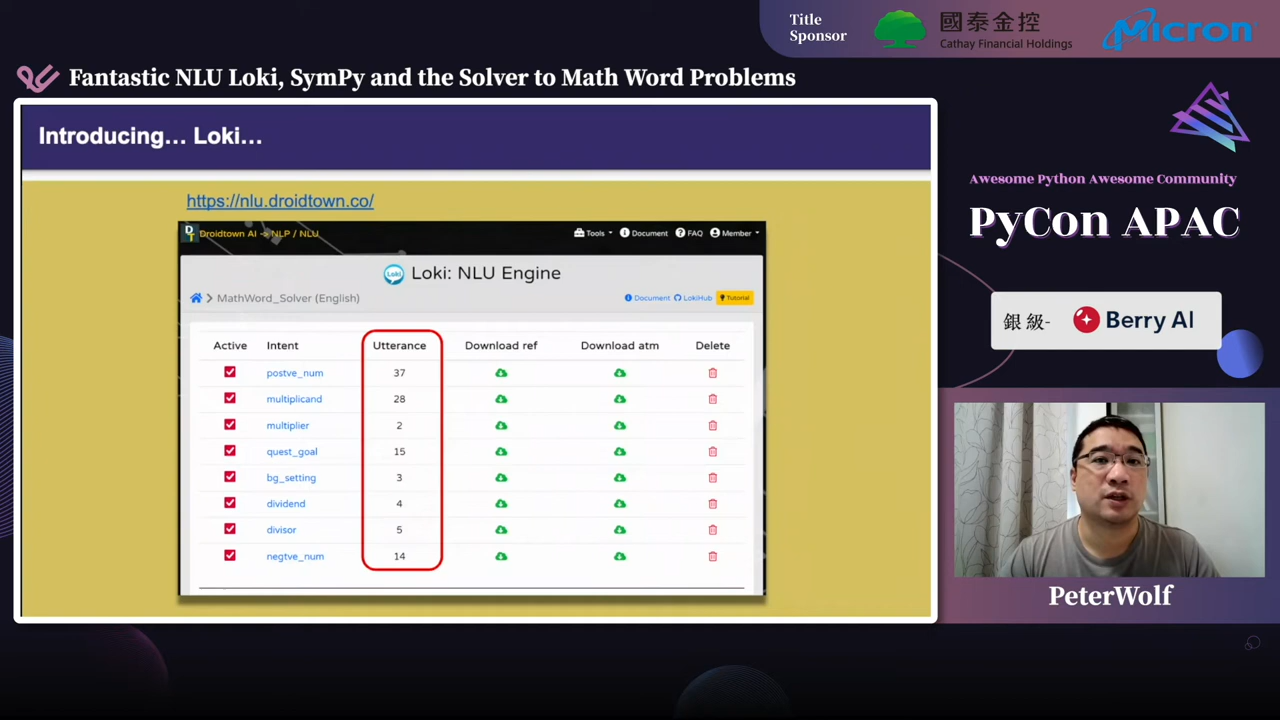 Title
Sponsor
國泰金控
Cathay Financial Holdings
Micron
Fantastic NLU Loki, SymPy and the Solver to Math Word Problems
Introducing… Loki…
https://nlu.droidtown.co/
DT
Droidtown AI -> NLP / NLU
Tools
Document
FAQ
Member
Loki
Loki: NLU Engine
MathWord_Solver (English)
Document
LokiHub
Tutorial
Active Intent Utterance Download ref Download atm Delete
postve_num 37
multiplicand 28
multiplier 2
quest_goal 15
bg_setting 3
dividend 4
divisor 5
negtve_num 14
Awesome Python Awesome Community
PyCon APAC
銀級-
Berry AI
PeterWolf